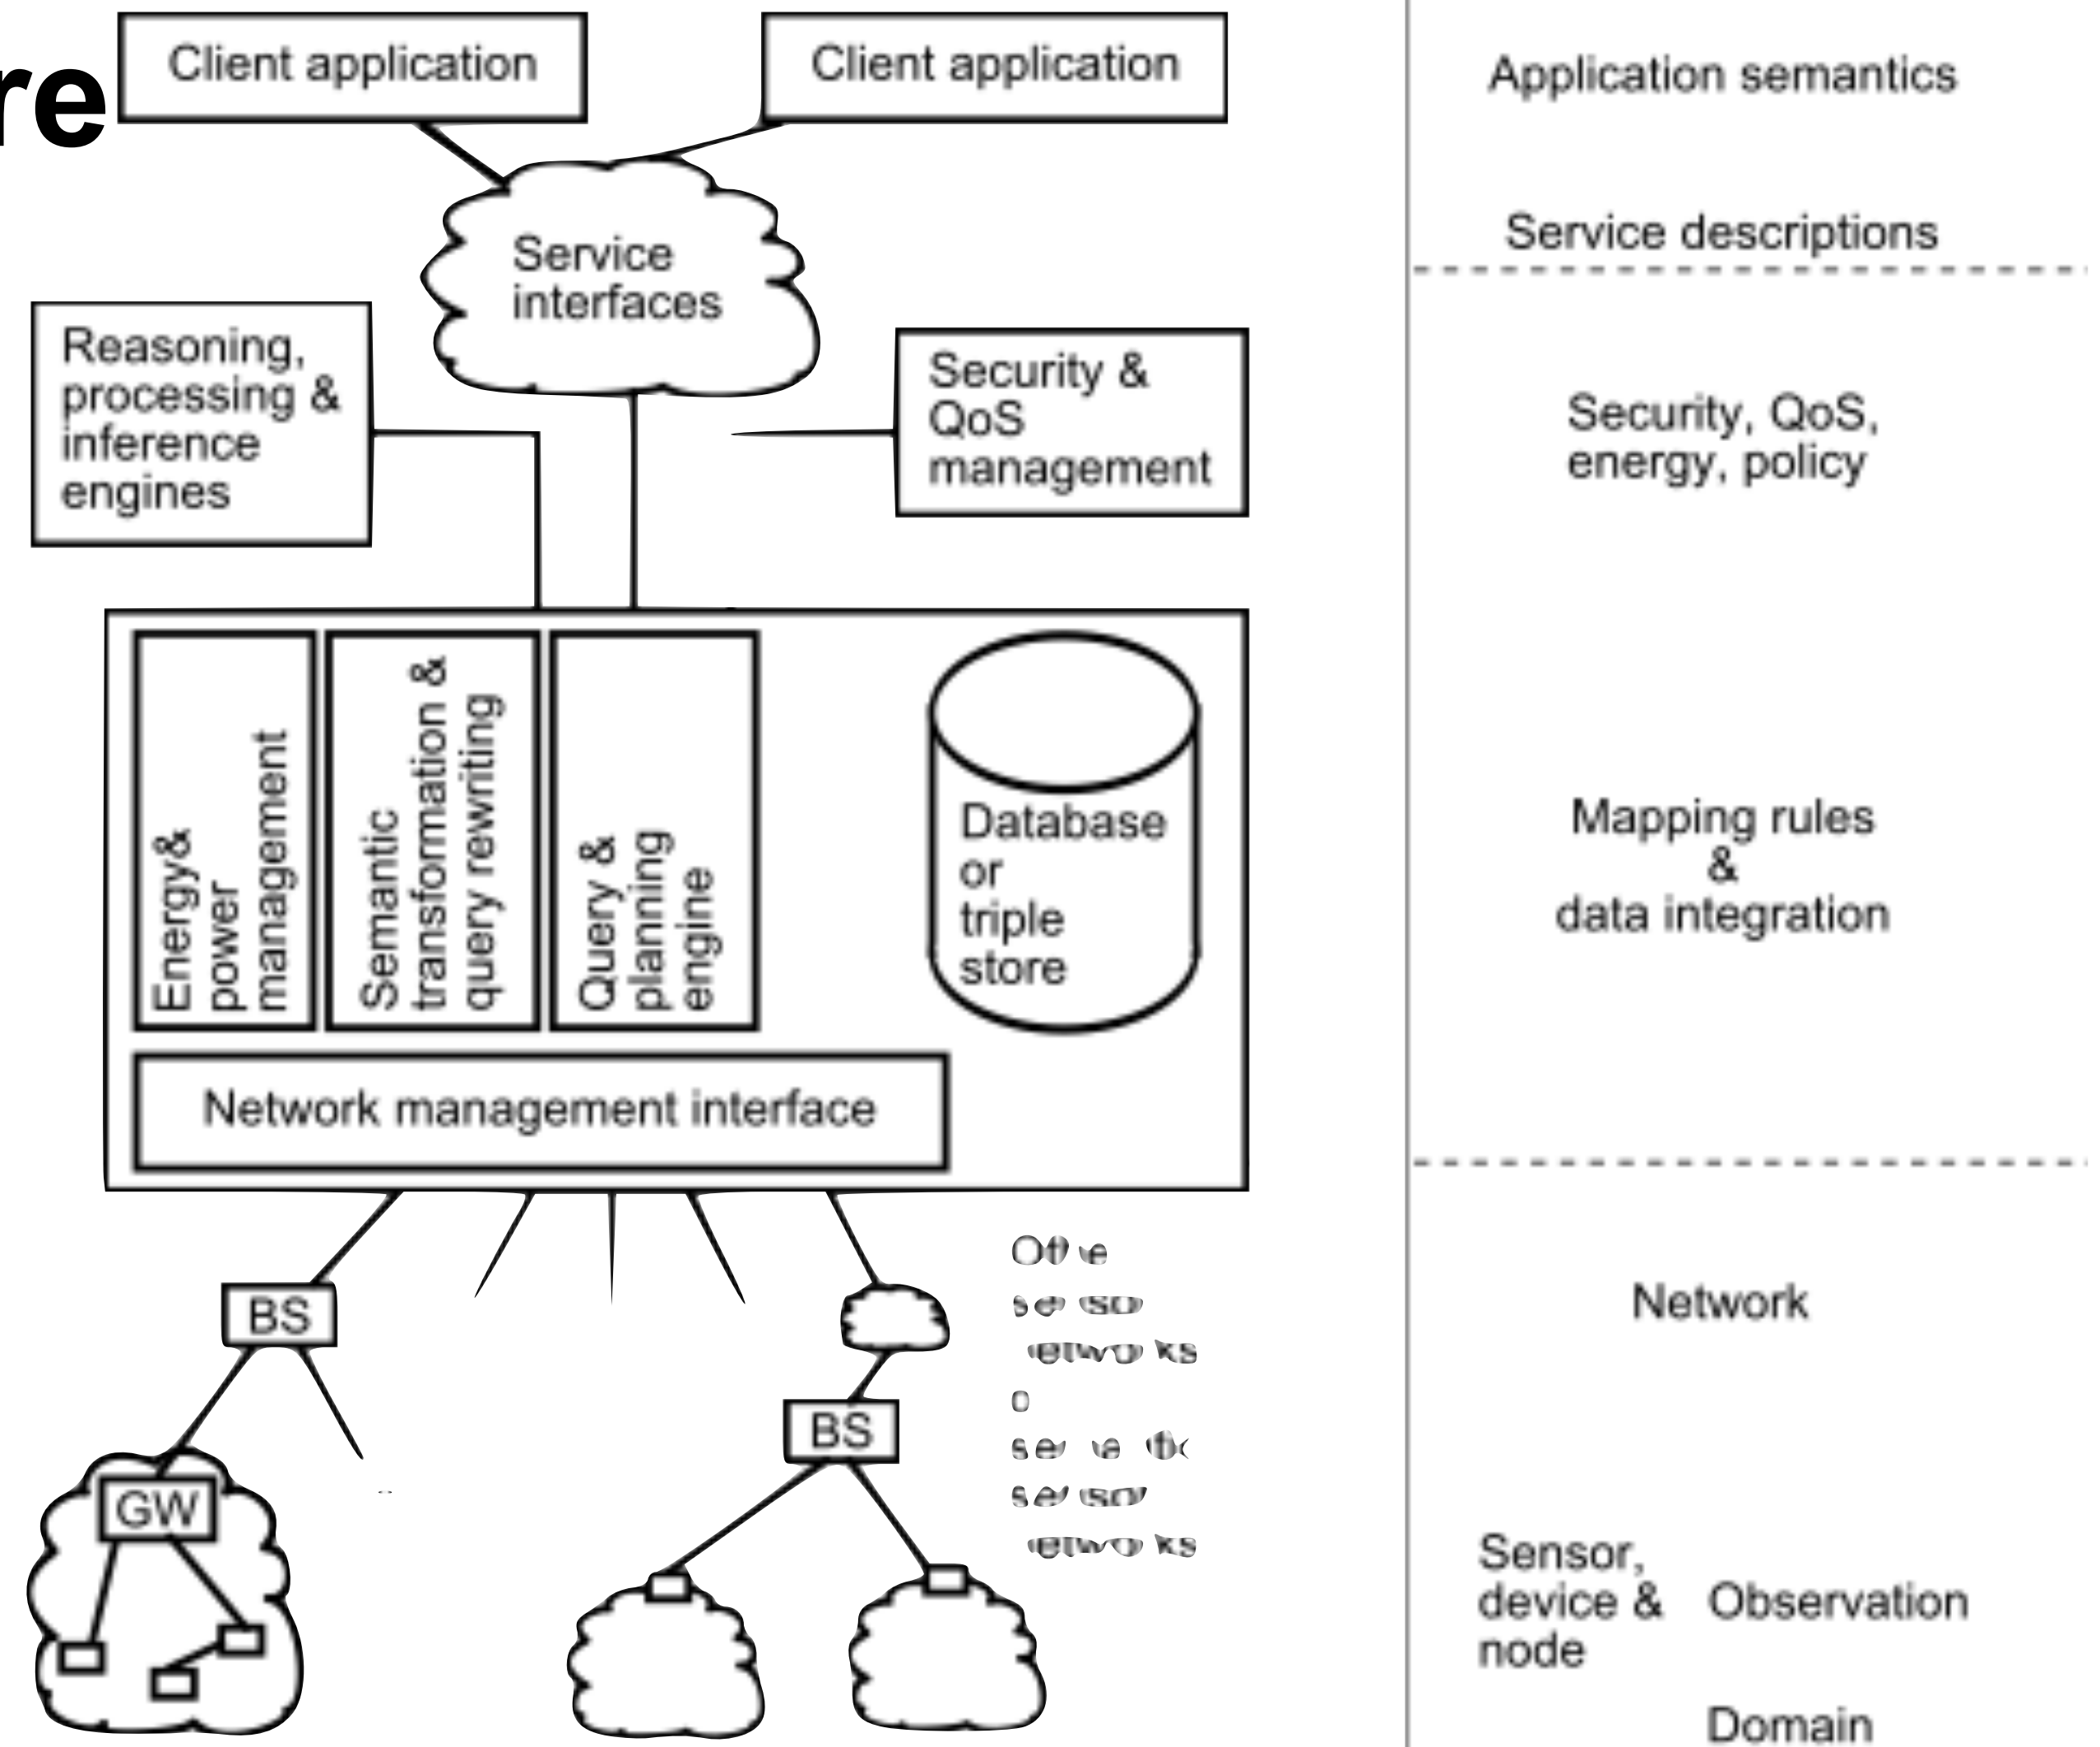 re
Client application
Client application
Service
interfaces
Reasoning,
processing &
inference
engines
Security &
QoS
management
Energy&
power
management
Semantic
transformation &
query rewriting
Query &
planning
engine
Database
or
triple
store
Network management interface
BS
BS
GW
Application semantics
Service descriptions
Security, QoS,
energy, policy
Mapping rules
&
data integration
Network
Sensor,
device &
node
Observation
Domain